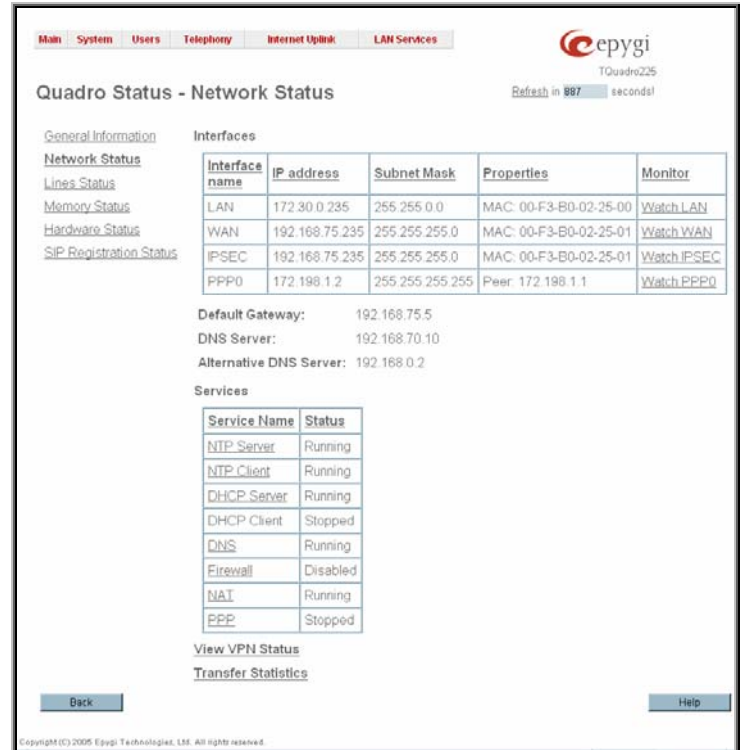 Main System Users Telephony Internet Uplink LAN Services
epygi
TQuadro225
Quadro Status - Network Status
Refresh in 887 seconds!
General Information
Network Status
Lines Status
Memory Status
Hardware Status
SIP Registration Status
Interfaces
Interface name IP address Subnet Mask Properties Monitor
LAN 172.30.0.235 255.255.0.0 MAC: 00-F3-B0-02-25-00 Watch LAN
WAN 192.168.75.235 255.255.255.0 MAC: 00-F3-B0-02-25-01 Watch WAN
IPSEC 192.168.75.235 255.255.255.0 MAC: 00-F3-B0-02-25-01 Watch IPSEC
PPP0 172.198.1.2 255.255.255.255 Peer: 172.198.1.1 Watch PPP0
Default Gateway: 192.168.75.5
DNS Server: 192.168.70.10
Alternative DNS Server: 192.168.0.2
Services
Service Name Status
NTP Server Running
NTP Client Running
DHCP Server Running
DHCP Client Stopped
DNS Running
Firewall Disabled
NAT Running
PPP Stopped
View VPN Status
Transfer Statistics
Back
Help
Copyright (C) 2005 Epygi Technologies, Ltd. All rights reserved.